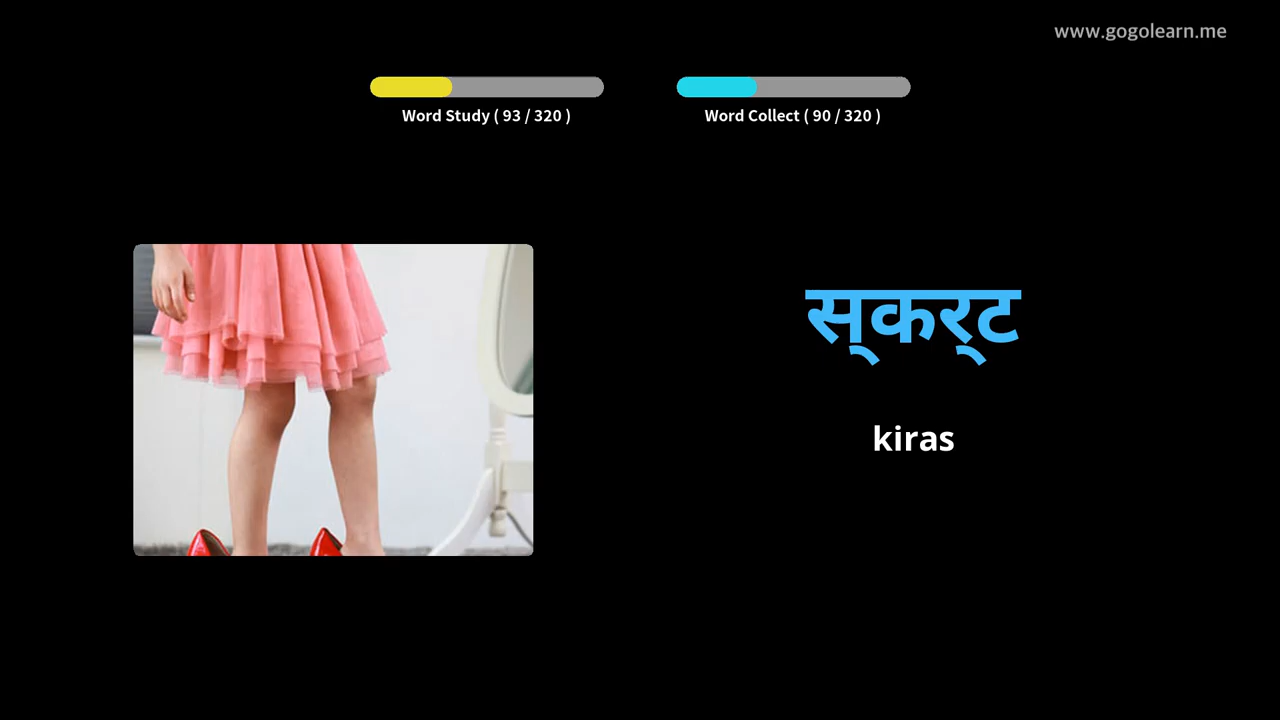 www.gogolearn.me
Word Study ( 93 / 320 )
Word Collect ( 90 / 320 )
स्‌कर्‌ट
kiras